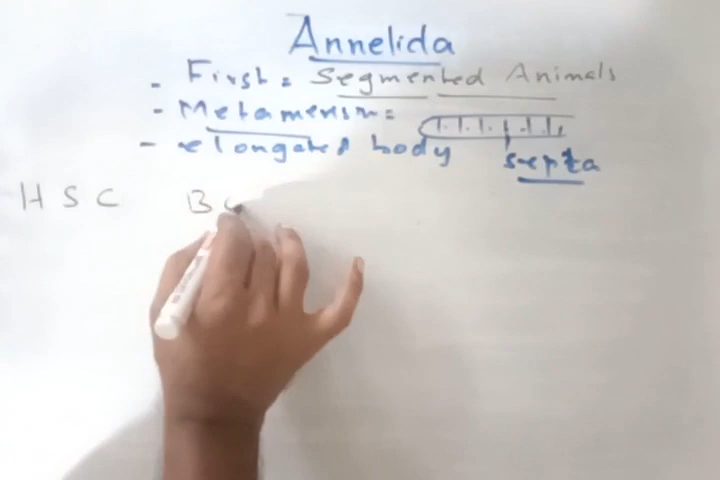 Annelida
- First = Segmented Animals
- Metamerism =
- elongated body septa
HSC B